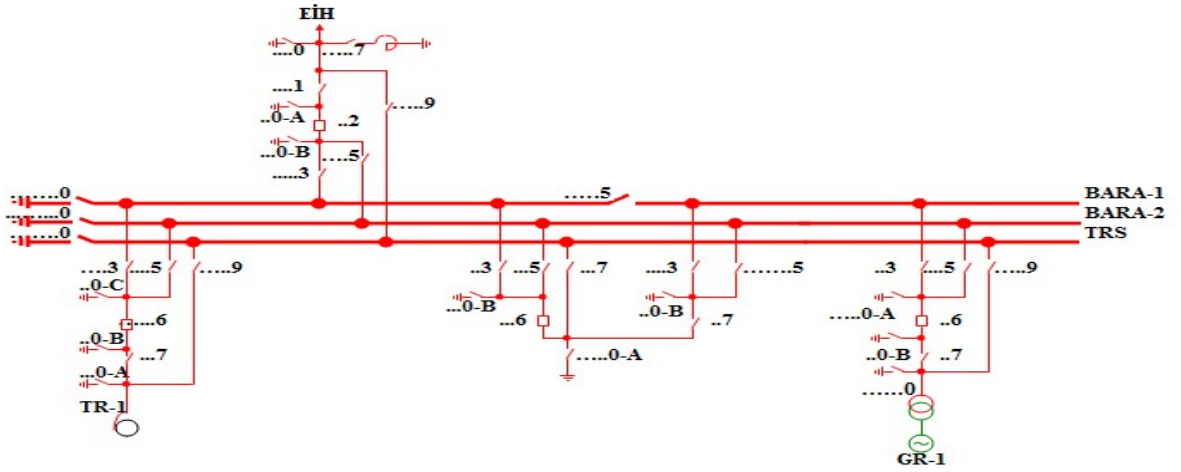 EİH
....0 .....7
....1
.....9
..0-A ..2
...0-B ....5
.....3
.......0 .....5 BARA-1
.........0 BARA-2
.....0 TRS
....3 ....5 .....9 ..3 ...5 ...7 ....3 .......5 ..3 ....5 .....9
..0-C ...0-B ..0-B .....0-A
.....6 ...6 ..7 ..6
..0-B ...7 .....0-A ..0-B ..7
...0-A ......0
TR-1
GR-1